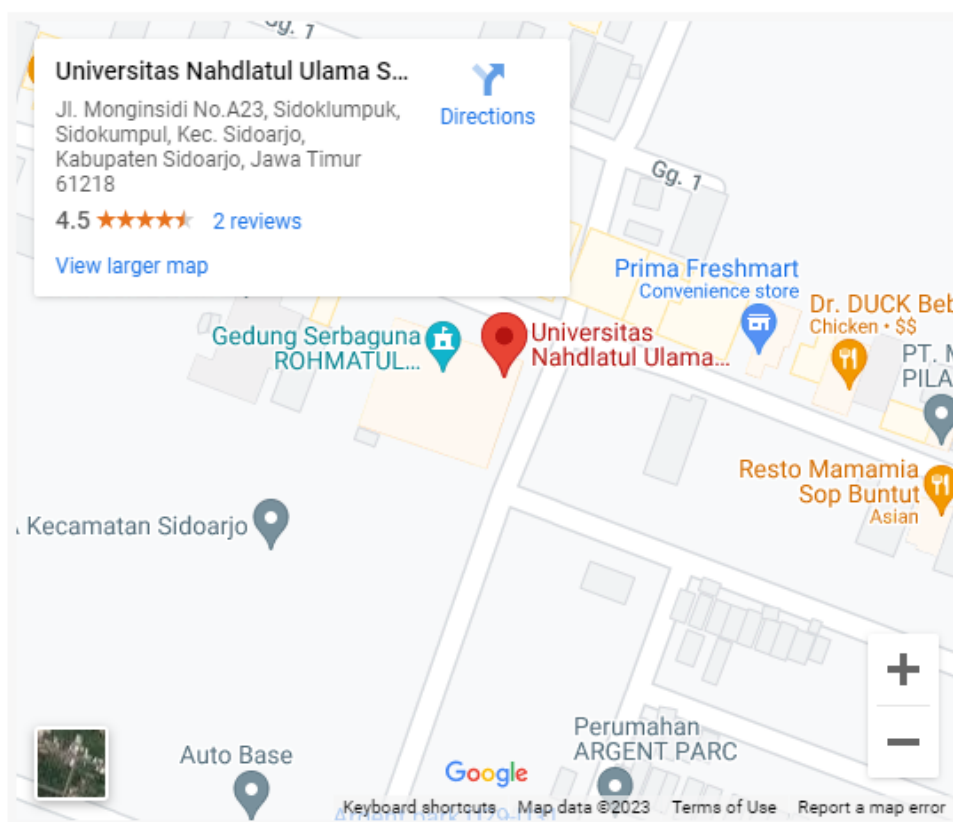 Gg. 1
Universitas Nahdlatul Ulama S...
Directions
Jl. Monginsidi No.A23, Sidoklumpuk,
Sidokumpul, Kec. Sidoarjo,
Kabupaten Sidoarjo, Jawa Timur
61218
4.5
2 reviews
View larger map
Gg. 1
Prima Freshmart
Convenience store
Dr. DUCK Beb
Chicken • $$
Gedung Serbaguna
ROHMATUL...
Universitas
Nahdlatul Ulama...
PT. M
PILA
Resto Mamamia
Sop Buntut
Asian
Kecamatan Sidoarjo
Perumahan
ARGENT PARC
Auto Base
Google
Keyboard shortcuts
Map data ©2023
Terms of Use
Report a map error